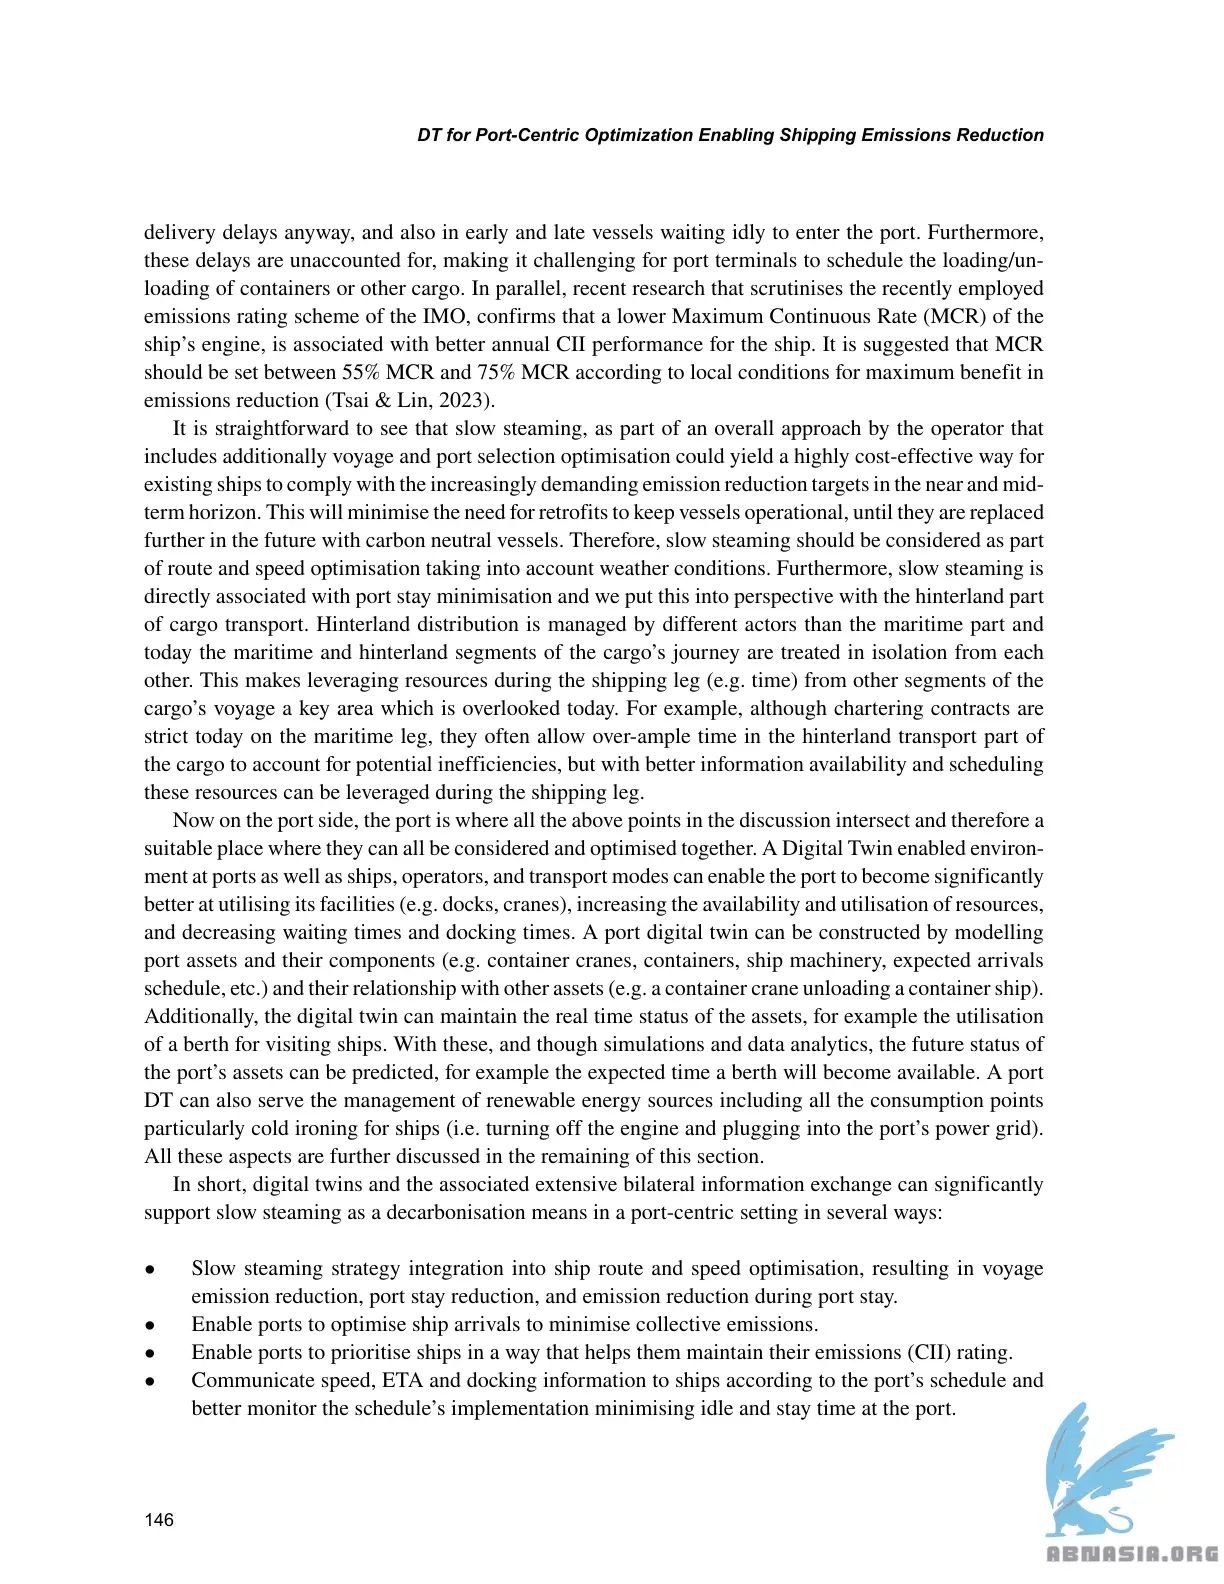 DT for Port-Centric Optimization Enabling Shipping Emissions Reduction
delivery delays anyway, and also in early and late vessels waiting idly to enter the port. Furthermore,
these delays are unaccounted for, making it challenging for port terminals to schedule the loading/un-
loading of containers or other cargo. In parallel, recent research that scrutinises the recently employed
emissions rating scheme of the IMO, confirms that a lower Maximum Continuous Rate (MCR) of the
ship's engine, is associated with better annual CII performance for the ship. It is suggested that MCR
should be set between 55% MCR and 75% MCR according to local conditions for maximum benefit in
emissions reduction (Tsai & Lin, 2023).
It is straightforward to see that slow steaming, as part of an overall approach by the operator that
includes additionally voyage and port selection optimisation could yield a highly cost-effective way for
existing ships to comply with the increasingly demanding emission reduction targets in the near and mid-
term horizon. This will minimise the need for retrofits to keep vessels operational, until they are replaced
further in the future with carbon neutral vessels. Therefore, slow steaming should be considered as part
of route and speed optimisation taking into account weather conditions. Furthermore, slow steaming is
directly associated with port stay minimisation and we put this into perspective with the hinterland part
of cargo transport. Hinterland distribution is managed by different actors than the maritime part and
today the maritime and hinterland segments of the cargo's journey are treated in isolation from each
other. This makes leveraging resources during the shipping leg (e.g. time) from other segments of the
cargo's voyage a key area which is overlooked today. For example, although chartering contracts are
strict today on the maritime leg, they often allow over-ample time in the hinterland transport part of
the cargo to account for potential inefficiencies, but with better information availability and scheduling
these resources can be leveraged during the shipping leg.
Now on the port side, the port is where all the above points in the discussion intersect and therefore a
suitable place where they can all be considered and optimised together. A Digital Twin enabled environ-
ment at ports as well as ships, operators, and transport modes can enable the port to become significantly
better at utilising its facilities (e.g. docks, cranes), increasing the availability and utilisation of resources,
and decreasing waiting times and docking times. A port digital twin can be constructed by modelling
port assets and their components (e.g. container cranes, containers, ship machinery, expected arrivals
schedule, etc.) and their relationship with other assets (e.g. a container crane unloading a container ship).
Additionally, the digital twin can maintain the real time status of the assets, for example the utilisation
of a berth for visiting ships. With these, and though simulations and data analytics, the future status of
the port's assets can be predicted, for example the expected time a berth will become available. A port
DT can also serve the management of renewable energy sources including all the consumption points
particularly cold ironing for ships (i.e. turning off the engine and plugging into the port's power grid).
All these aspects are further discussed in the remaining of this section.
In short, digital twins and the associated extensive bilateral information exchange can significantly
support slow steaming as a decarbonisation means in a port-centric setting in several ways:
● Slow steaming strategy integration into ship route and speed optimisation, resulting in voyage
emission reduction, port stay reduction, and emission reduction during port stay.
● Enable ports to optimise ship arrivals to minimise collective emissions.
● Enable ports to prioritise ships in a way that helps them maintain their emissions (CII) rating.
● Communicate speed, ETA and docking information to ships according to the port's schedule and
better monitor the schedule's implementation minimising idle and stay time at the port.
146
ABNASIA.ORG